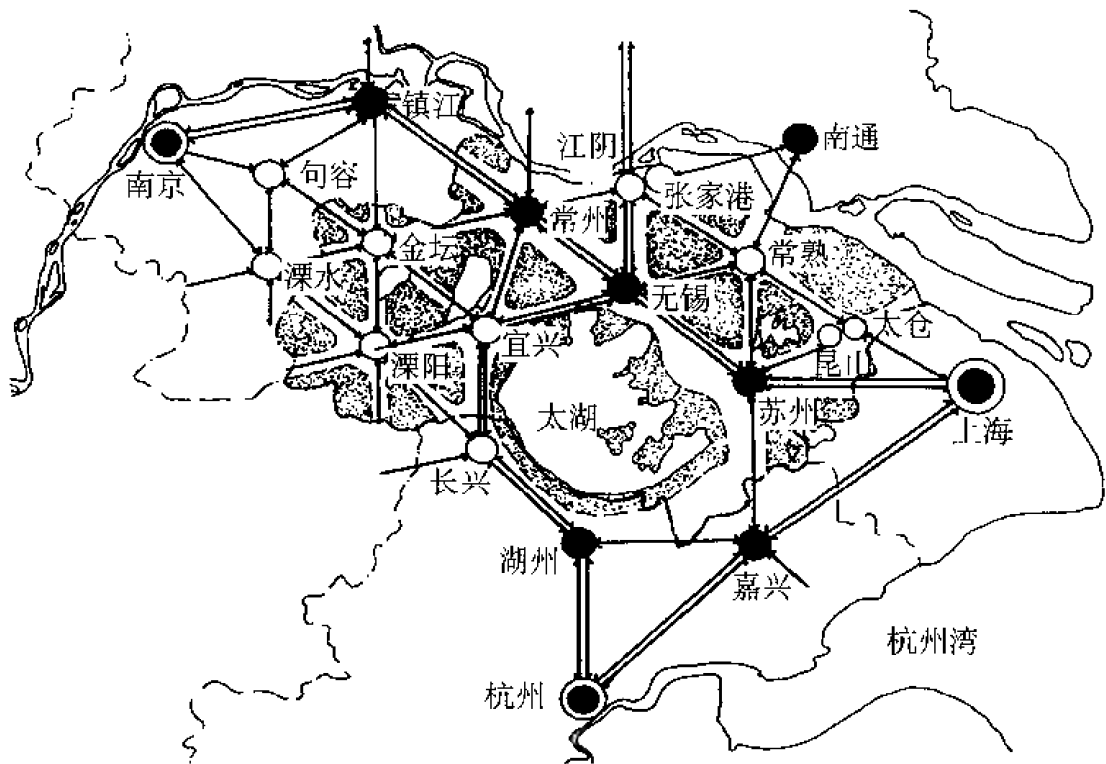 镇江
南京
句容
江阴
南通
张家港
常州
金坛
溧水
常熟
无锡
太仓
昆山
宜兴
溧阳
苏州
上海
太湖
长兴
湖州
嘉兴
杭州湾
杭州